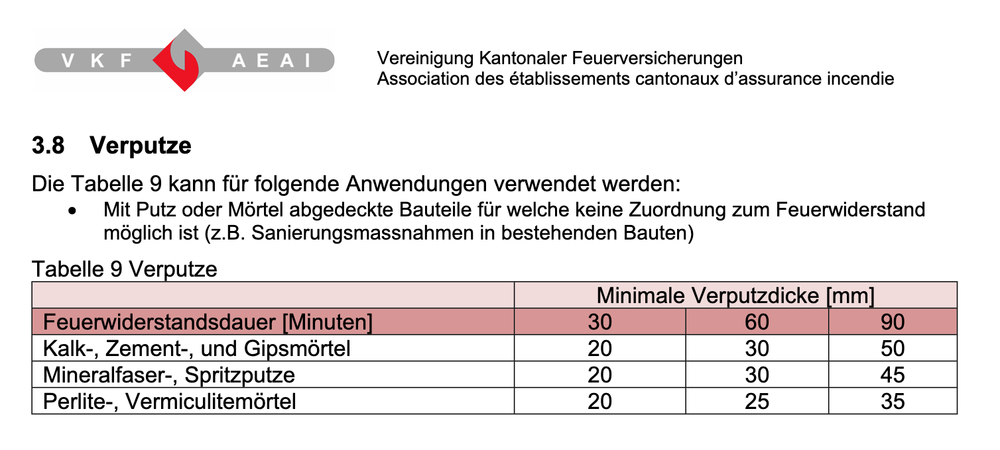 VKF AEAI
Vereinigung Kantonaler Feuerversicherungen
Association des établissements cantonaux d’assurance incendie
3.8 Verputze
Die Tabelle 9 kann für folgende Anwendungen verwendet werden:
• Mit Putz oder Mörtel abgedeckte Bauteile für welche keine Zuordnung zum Feuerwiderstand
möglich ist (z.B. Sanierungsmassnahmen in bestehenden Bauten)
Tabelle 9 Verputze
Minimale Verputzdicke [mm]
Feuerwiderstandsdauer [Minuten] 30 60 90
Kalk-, Zement-, und Gipsmörtel 20 30 50
Mineralfaser-, Spritzputze 20 30 45
Perlite-, Vermiculitemörtel 20 25 35